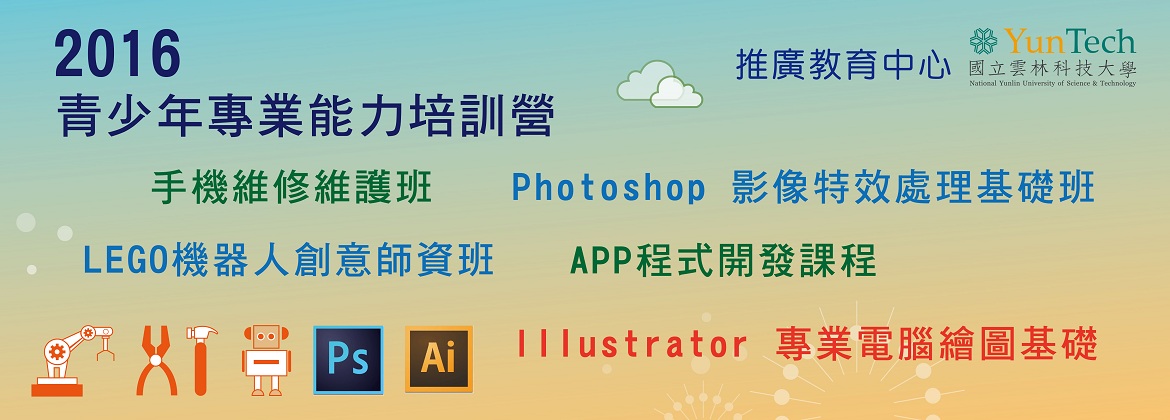 2016
推廣教育中心
YunTech
國立雲林科技大學
National Yunlin University of Science & Technology
青少年專業能力培訓營
手機維修維護班
Photoshop 影像特效處理基礎班
LEGO機器人創意師資班
APP程式開發課程
Illustrator 專業電腦繪圖基礎
Ps
Ai